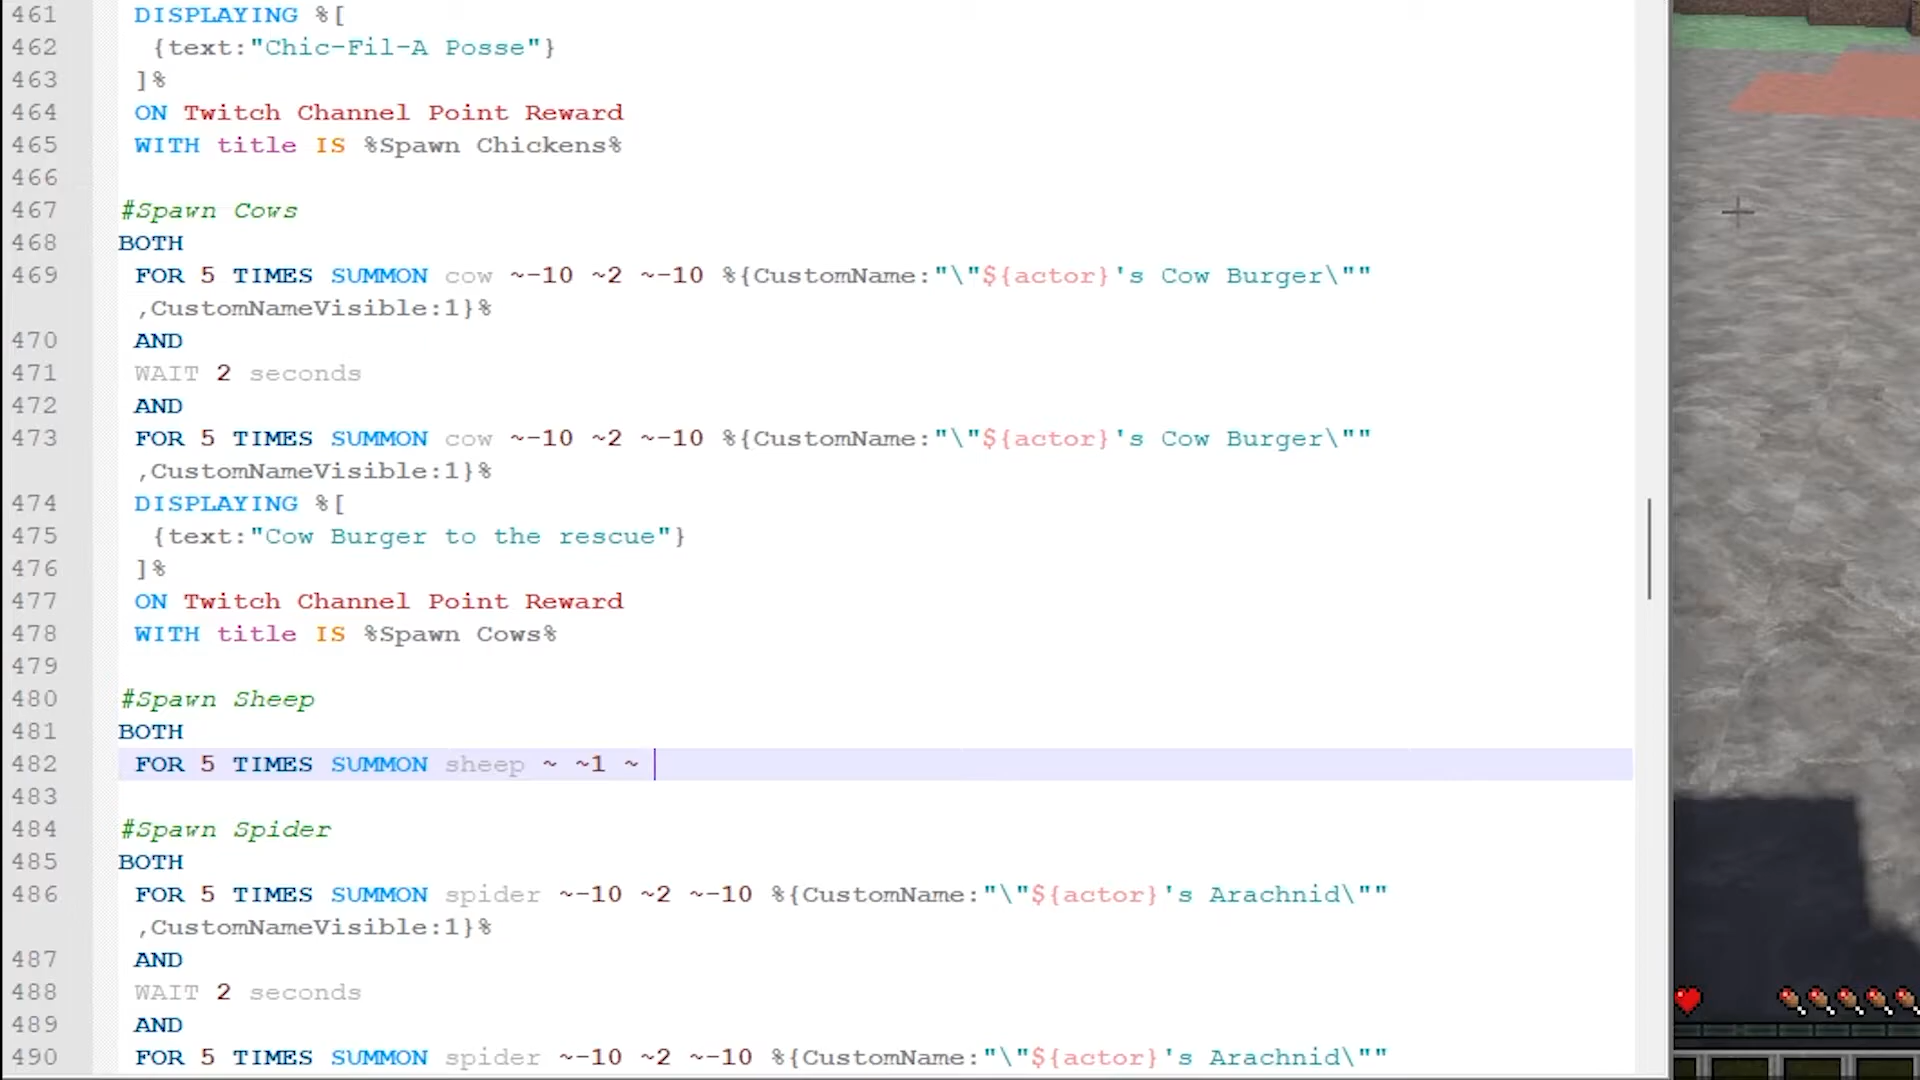 461 DISPLAYING %[
462 {text:"Chic-Fil-A Posse"}
463 ]%
464 ON Twitch Channel Point Reward
465 WITH title IS %Spawn Chickens%
466
467 #Spawn Cows
468 BOTH
469 FOR 5 TIMES SUMMON cow ~-10 ~2 ~-10 %{CustomName:"\"${actor}'s Cow Burger\""
,CustomNameVisible:1}%
470 AND
471 WAIT 2 seconds
472 AND
473 FOR 5 TIMES SUMMON cow ~-10 ~2 ~-10 %{CustomName:"\"${actor}'s Cow Burger\""
,CustomNameVisible:1}%
474 DISPLAYING %[
475 {text:"Cow Burger to the rescue"}
476 ]%
477 ON Twitch Channel Point Reward
478 WITH title IS %Spawn Cows%
479
480 #Spawn Sheep
481 BOTH
482 FOR 5 TIMES SUMMON sheep ~ ~1 ~
483
484 #Spawn Spider
485 BOTH
486 FOR 5 TIMES SUMMON spider ~-10 ~2 ~-10 %{CustomName:"\"${actor}'s Arachnid\""
,CustomNameVisible:1}%
487 AND
488 WAIT 2 seconds
489 AND
490 FOR 5 TIMES SUMMON spider ~-10 ~2 ~-10 %{CustomName:"\"${actor}'s Arachnid\""